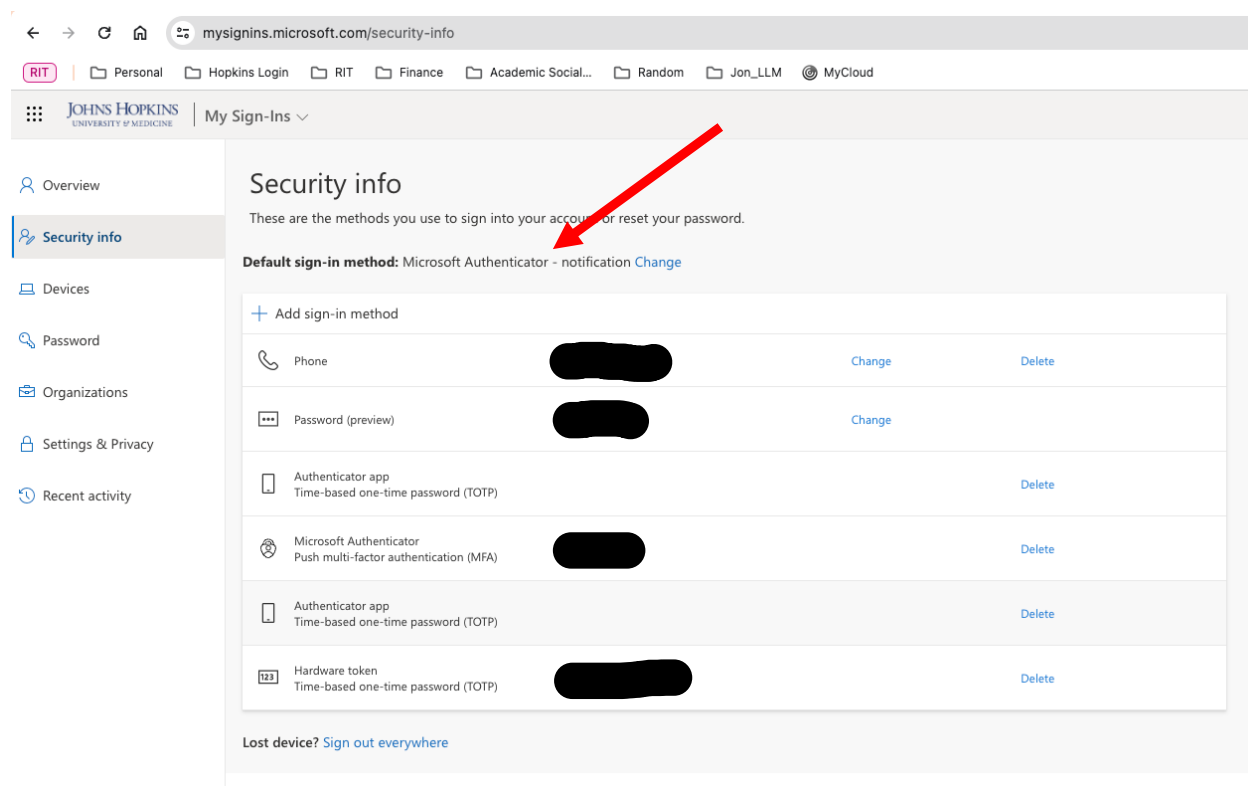 mysignins.microsoft.com/security-info
RIT Personal Hopkins Login RIT Finance Academic Social... Random Jon_LLM MyCloud
JOHNS HOPKINS
UNIVERSITY & MEDICINE
My Sign-Ins
Overview
Security info
Devices
Password
Organizations
Settings & Privacy
Recent activity
Security info
These are the methods you use to sign into your account or reset your password.
Default sign-in method: Microsoft Authenticator - notification Change
Add sign-in method
Phone Change Delete
Password (preview) Change
Authenticator app
Time-based one-time password (TOTP) Delete
Microsoft Authenticator
Push multi-factor authentication (MFA) Delete
Authenticator app
Time-based one-time password (TOTP) Delete
123 Hardware token
Time-based one-time password (TOTP) Delete
Lost device? Sign out everywhere